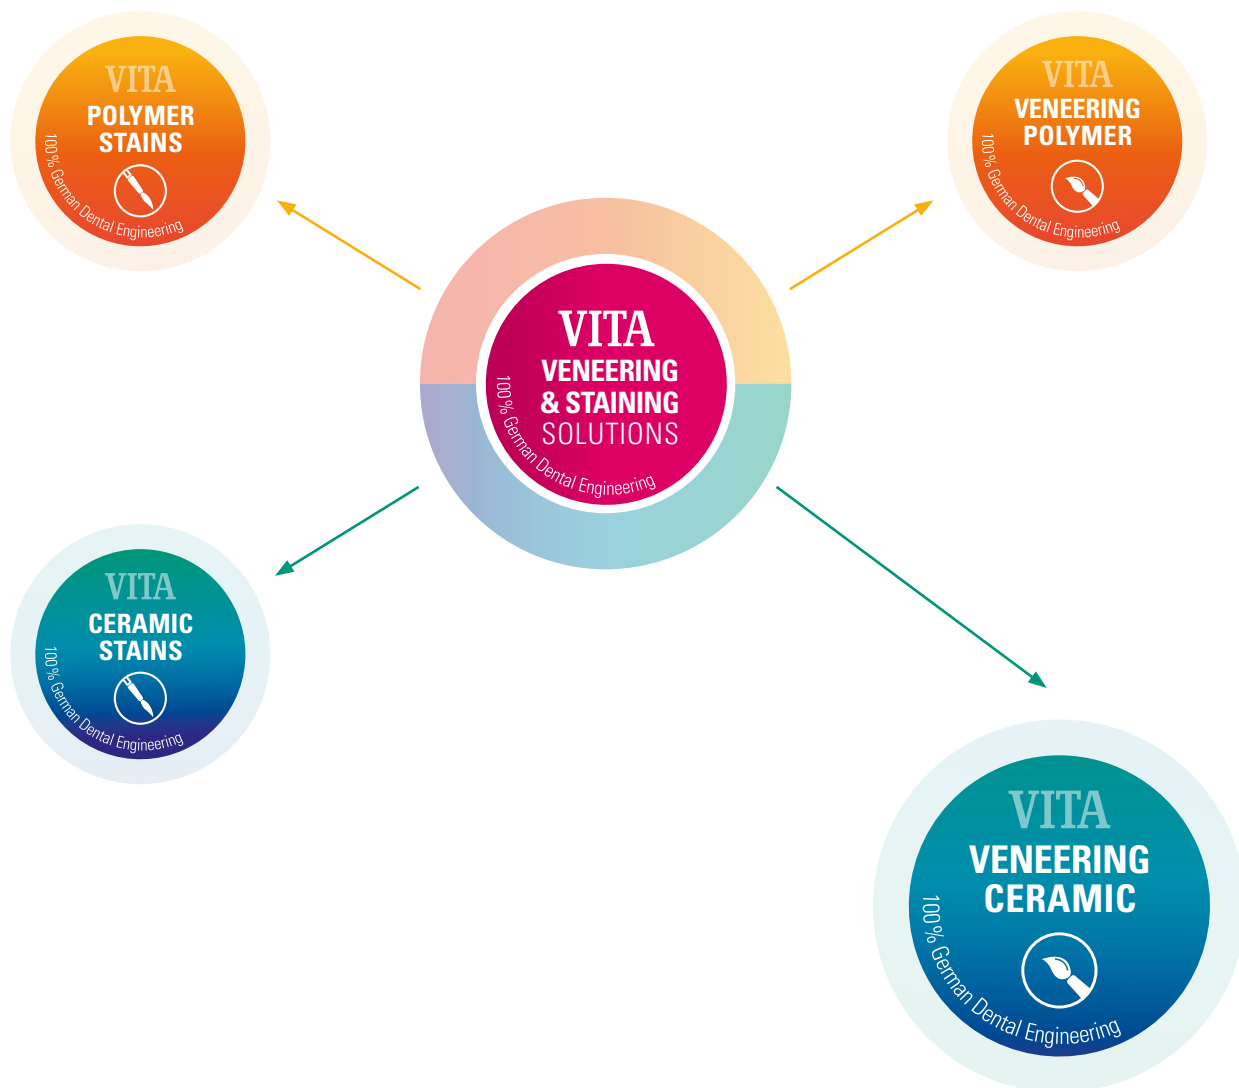 VITA
POLYMER
STAINS
100% German Dental Engineering
VITA
VENEERING
POLYMER
100% German Dental Engineering
VITA
VENEERING
& STAINING
SOLUTIONS
100% German Dental Engineering
VITA
CERAMIC
STAINS
100% German Dental Engineering
VITA
VENEERING
CERAMIC
100% German Dental Engineering